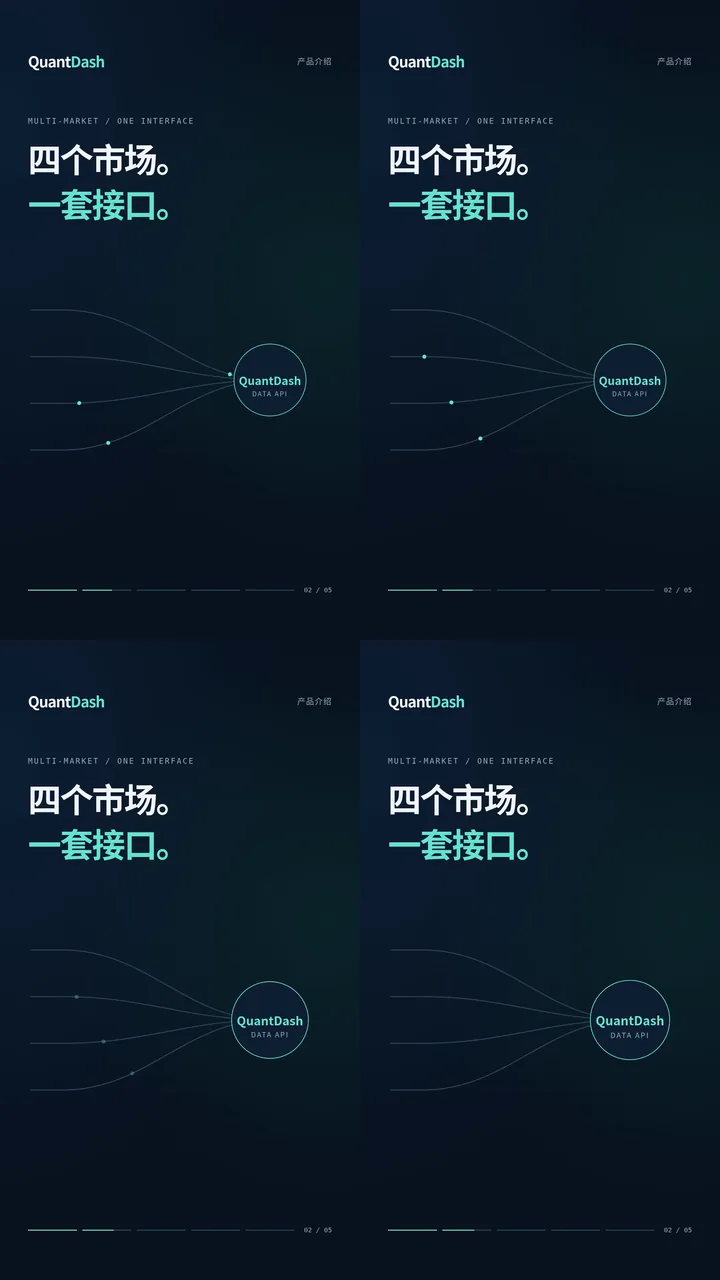 QuantDash
产品介绍
MULTI-MARKET / ONE INTERFACE
四个市场。
一套接口。
QuantDash
DATA API
02 / 05
QuantDash
产品介绍
MULTI-MARKET / ONE INTERFACE
四个市场。
一套接口。
QuantDash
DATA API
02 / 05
QuantDash
产品介绍
MULTI-MARKET / ONE INTERFACE
四个市场。
一套接口。
QuantDash
DATA API
02 / 05
QuantDash
产品介绍
MULTI-MARKET / ONE INTERFACE
四个市场。
一套接口。
QuantDash
DATA API
02 / 05